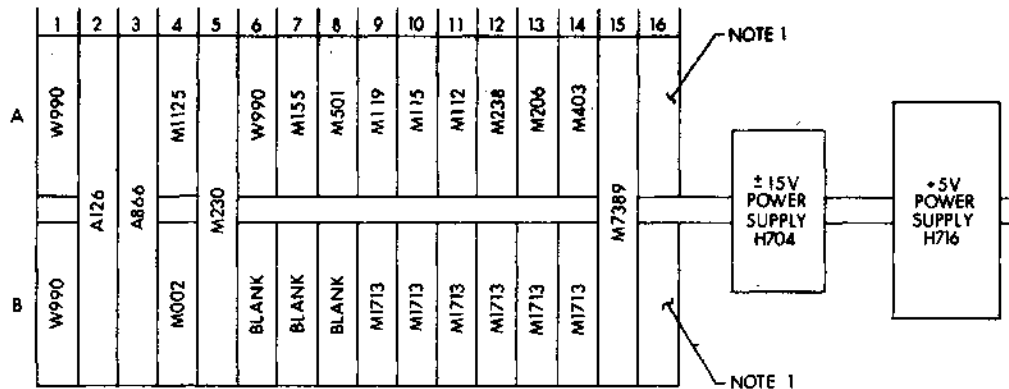 1 2 3 4 5 6 7 8 9 10 11 12 13 14 15 16
NOTE 1
A
W990
A126
A866
M1125
M230
W990
M155
M501
M119
M115
M112
M238
M206
M403
M7389
B
W990
M002
BLANK
BLANK
BLANK
M1713
M1713
M1713
M1713
M1713
M1713
NOTE 1
±15V
POWER
SUPPLY
H704
+5V
POWER
SUPPLY
H716